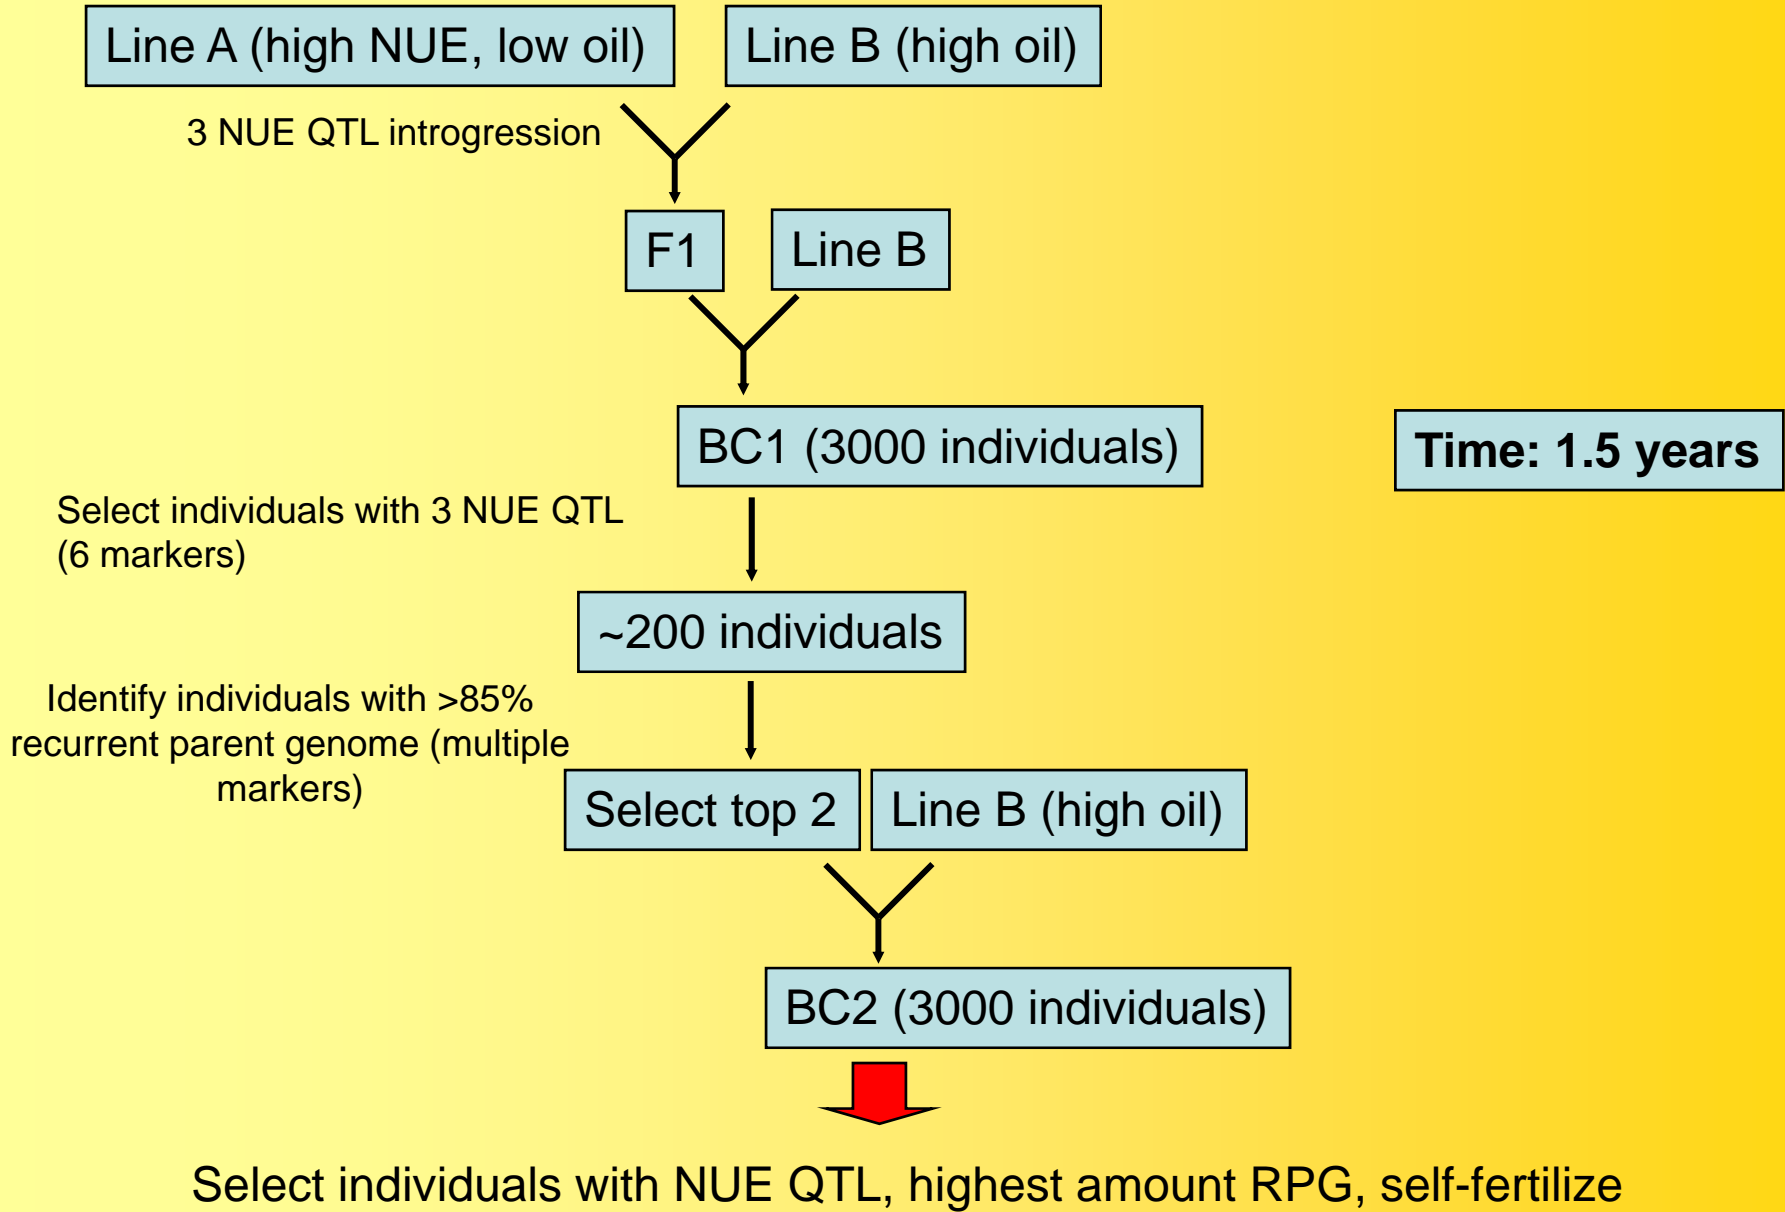 Line A (high NUE, low oil)
Line B (high oil)
3 NUE QTL introgression
F1
Line B
BC1 (3000 individuals)
Time: 1.5 years
Select individuals with 3 NUE QTL
(6 markers)
~200 individuals
Identify individuals with >85%
recurrent parent genome (multiple
markers)
Select top 2
Line B (high oil)
BC2 (3000 individuals)
Select individuals with NUE QTL, highest amount RPG, self-fertilize